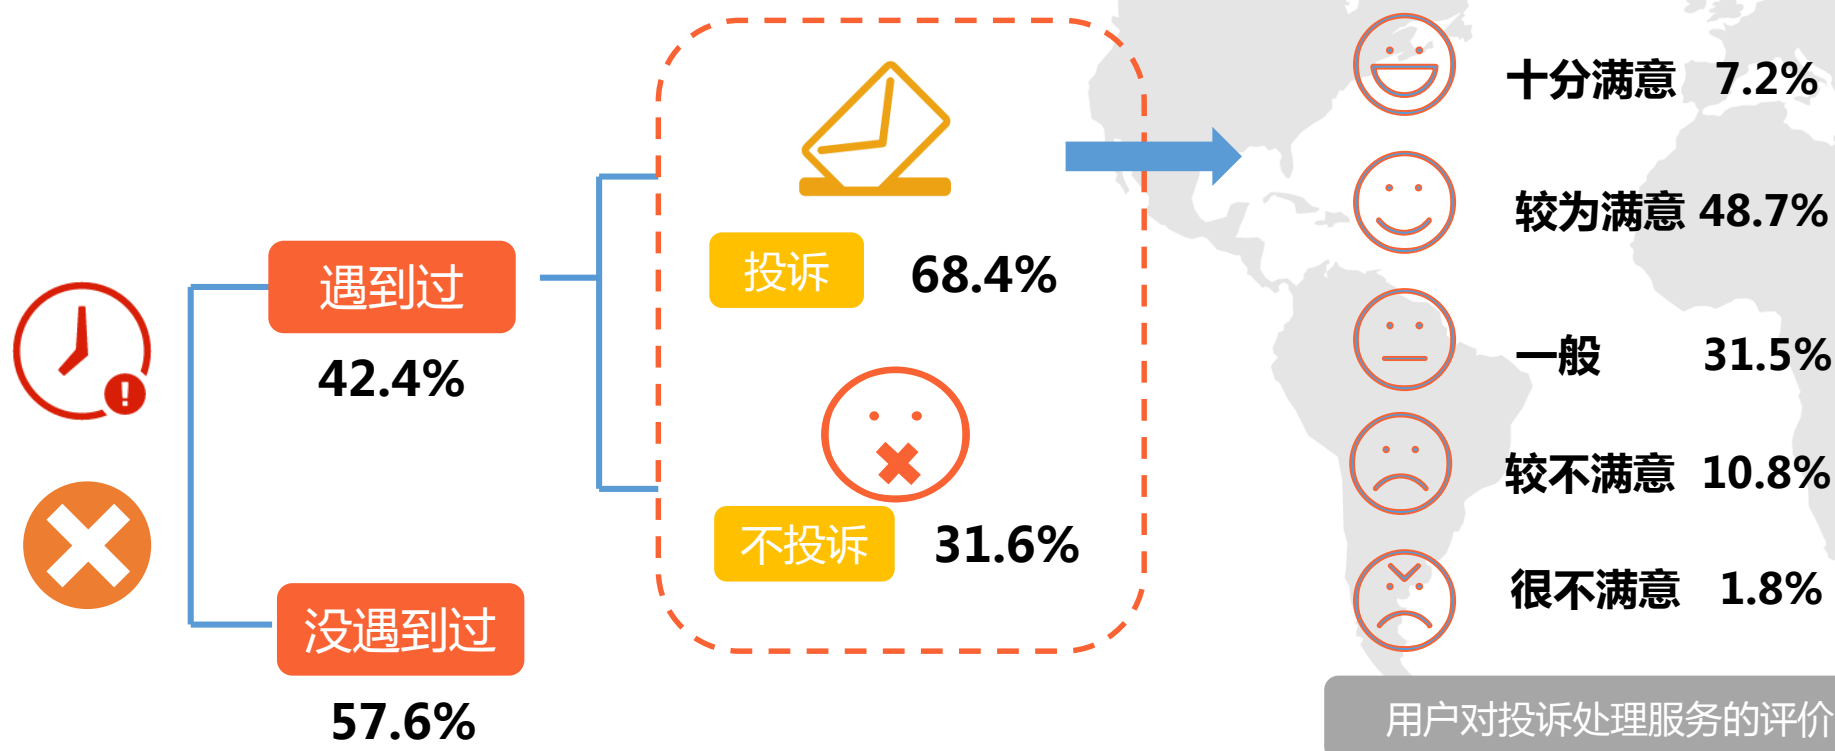 遇到过
42.4%
没遇到过
57.6%
投诉
68.4%
不投诉
31.6%
十分满意 7.2%
较为满意 48.7%
一般 31.5%
较不满意 10.8%
很不满意 1.8%
用户对投诉处理服务的评价